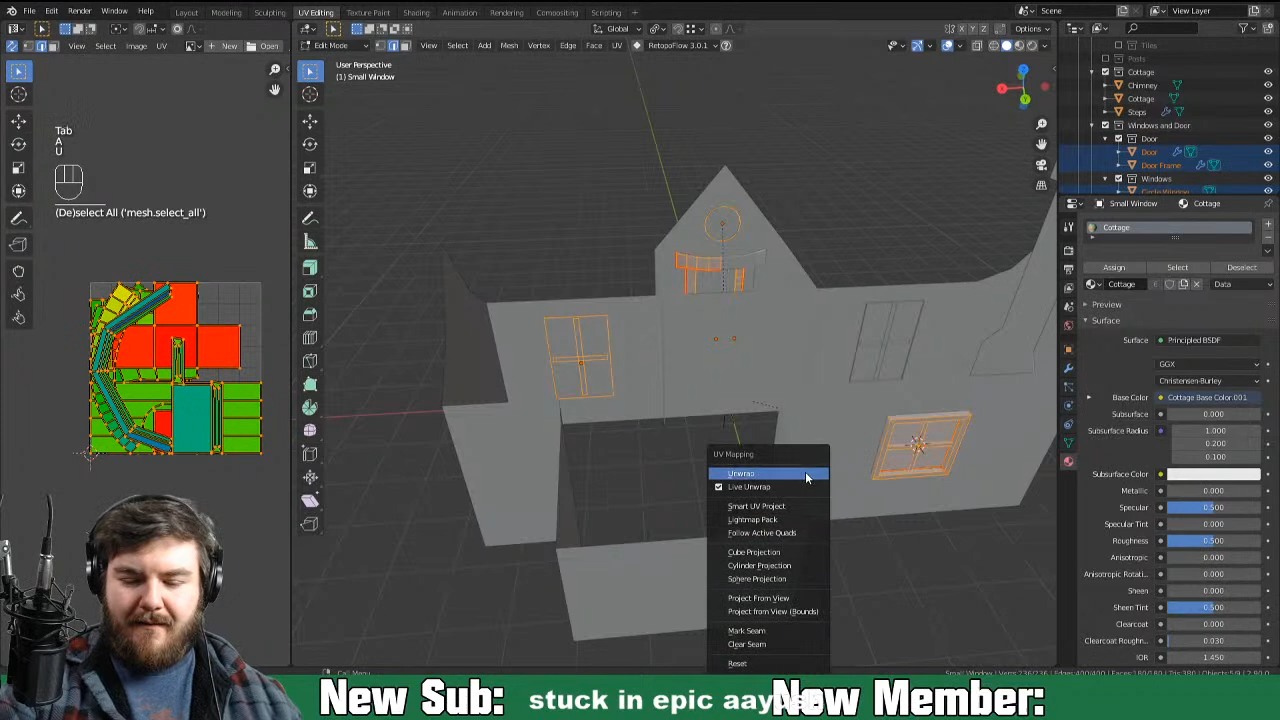 File Edit Render Window Help Layout Modeling Sculpting UV Editing Texture Paint Shading Animation Rendering Compositing Scripting + Scene View Layer
View Select Image UV New Open
Global Options
Edit Mode View Select Add Mesh Vertex Edge Face UV RetopoFlow 3.0.1
User Perspective
(1) Small Window
Tab
A
U
(De)select All ('mesh.select_all')
UV Mapping
Unwrap
Live Unwrap
Smart UV Project
Lightmap Pack
Follow Active Quads
Cube Projection
Cylinder Projection
Sphere Projection
Project From View
Project from View (Bounds)
Mark Seam
Clear Seam
Reset
Tiles
Posts
Cottage
Chimney
Cottage
Steps
Windows and Door
Door
Door
Door Frame
Windows
Circle Window
Small Window Cottage
Cottage
Assign Select Deselect
Cottage Data
Preview
Surface
Surface Principled BSDF
GGX
Christensen-Burley
Base Color Cottage Base Color.001
Subsurface 0.000
Subsurface Radius 1.000
0.200
0.100
Subsurface Color
Metallic 0.000
Specular 0.500
Specular Tint 0.000
Roughness 0.500
Anisotropic 0.000
Anisotropic Rotati... 0.000
Sheen 0.000
Sheen Tint 0.500
Clearcoat 0.000
Clearcoat Roughn... 0.030
IOR 1.450
Call Menu
New Sub: stuck in epic New Member: